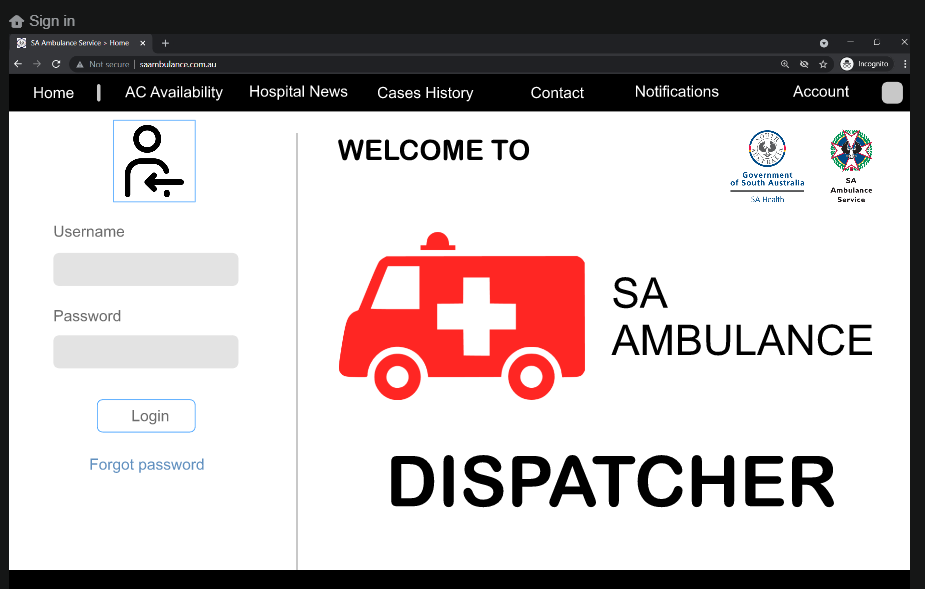 Sign in
SA Ambulance Service > Home
Not secure | saambulance.com.au
Incognito
Home | AC Availability Hospital News Cases History Contact Notifications Account
Username
Password
Login
Forgot password
WELCOME TO
Government
of South Australia
SA Health
SA
Ambulance
Service
SA
AMBULANCE
DISPATCHER